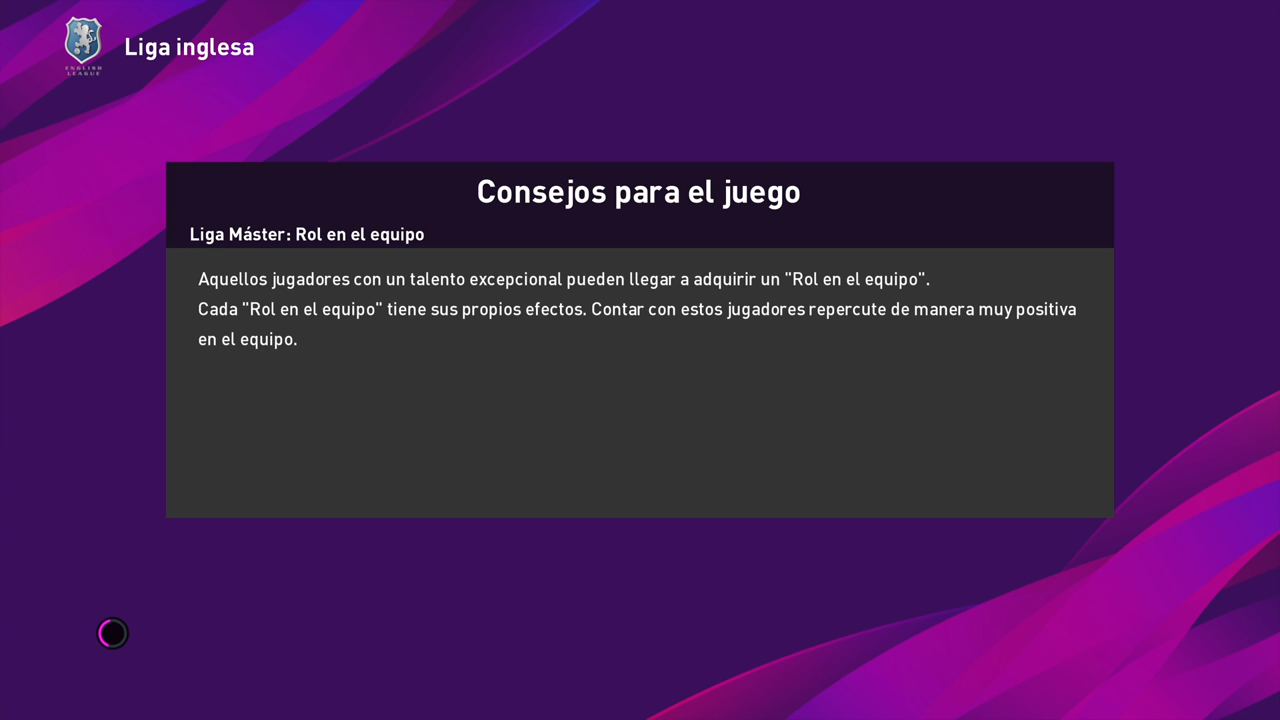 Liga inglesa
ENGLISH
LEAGUE
Consejos para el juego
Liga Máster: Rol en el equipo
Aquellos jugadores con un talento excepcional pueden llegar a adquirir un "Rol en el equipo".
Cada "Rol en el equipo" tiene sus propios efectos. Contar con estos jugadores repercute de manera muy positiva
en el equipo.